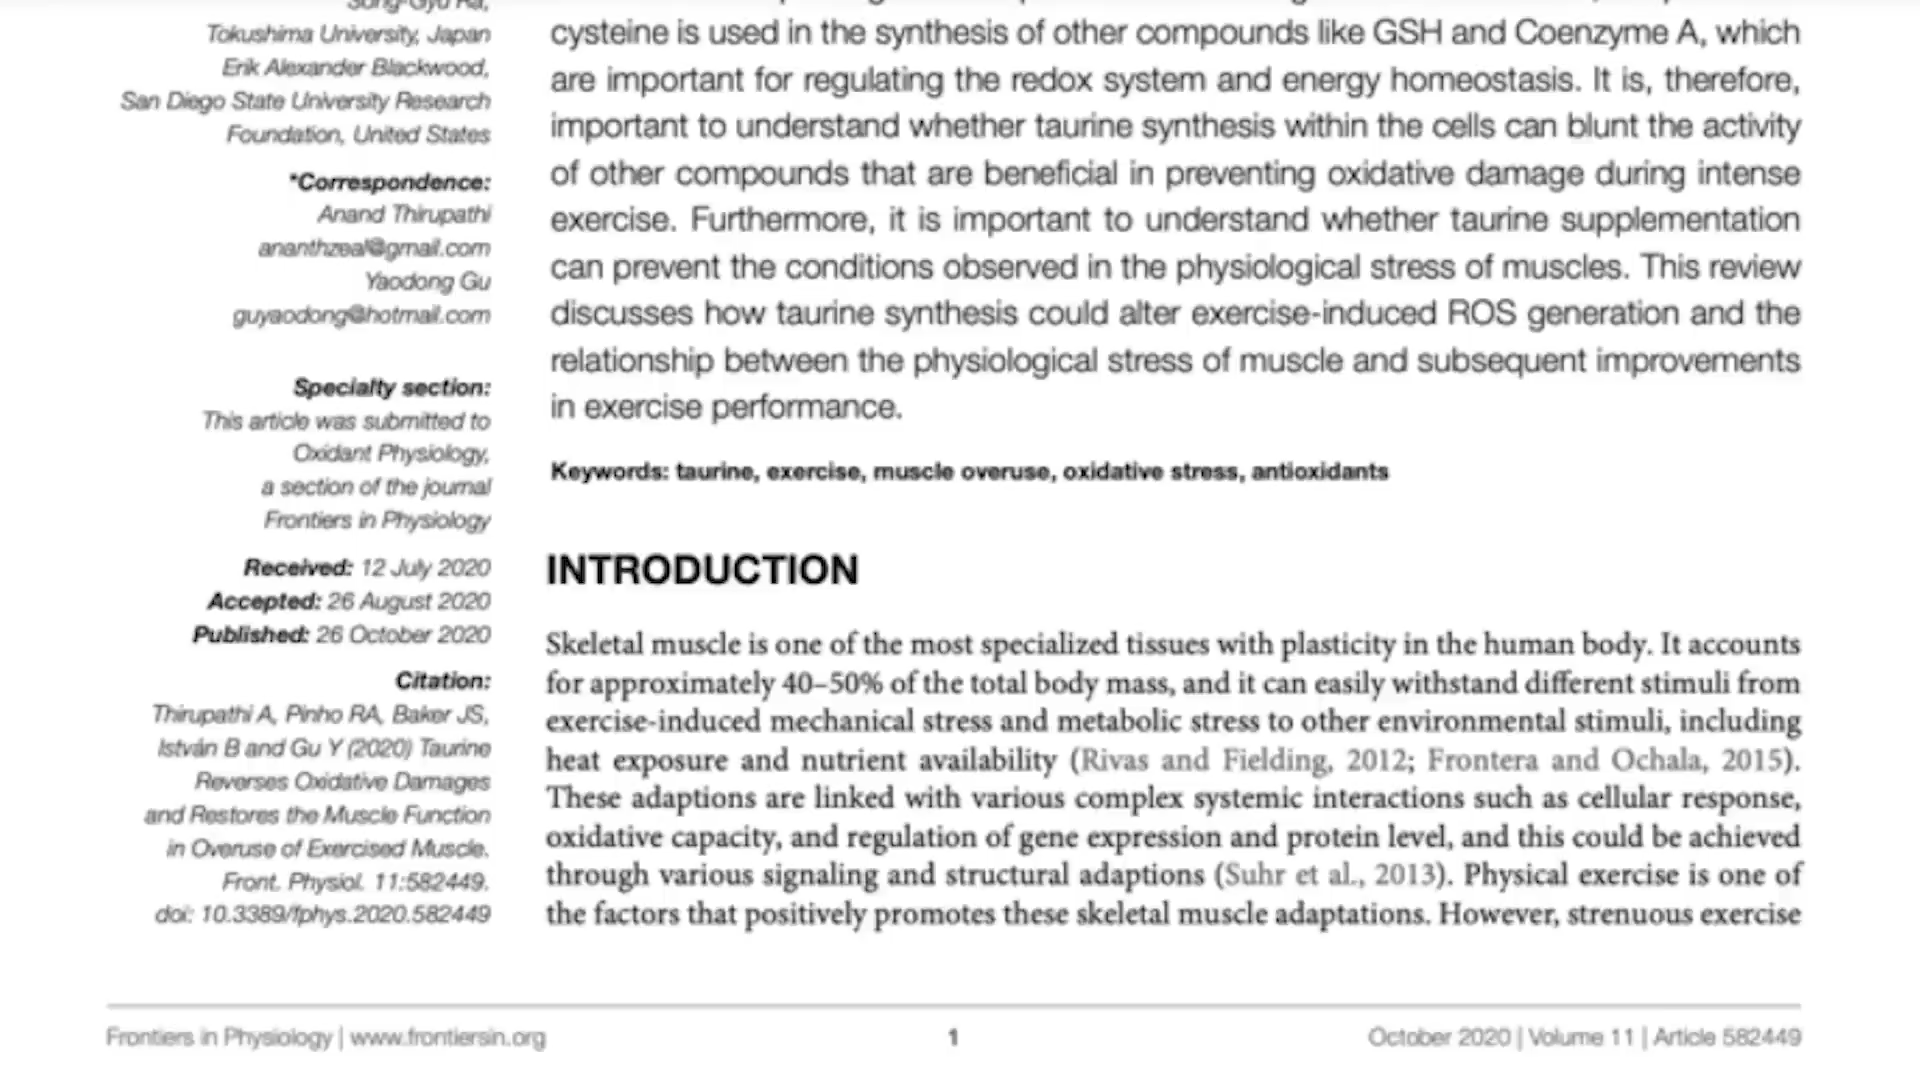 Tokushima University, Japan
Erik Alexander Blackwood,
San Diego State University Research
Foundation, United States
*Correspondence:
Anand Thirupathi
ananthzeal@gmail.com
Yaodong Gu
guyaodong@hotmail.com
Specialty section:
This article was submitted to
Oxidant Physiology,
a section of the journal
Frontiers in Physiology
Received: 12 July 2020
Accepted: 26 August 2020
Published: 26 October 2020
Citation:
Thirupathi A, Pinho RA, Baker JS,
István B and Gu Y (2020) Taurine
Reverses Oxidative Damages
and Restores the Muscle Function
in Overuse of Exercised Muscle.
Front. Physiol. 11:582449.
doi: 10.3389/fphys.2020.582449
cysteine is used in the synthesis of other compounds like GSH and Coenzyme A, which
are important for regulating the redox system and energy homeostasis. It is, therefore,
important to understand whether taurine synthesis within the cells can blunt the activity
of other compounds that are beneficial in preventing oxidative damage during intense
exercise. Furthermore, it is important to understand whether taurine supplementation
can prevent the conditions observed in the physiological stress of muscles. This review
discusses how taurine synthesis could alter exercise-induced ROS generation and the
relationship between the physiological stress of muscle and subsequent improvements
in exercise performance.
Keywords: taurine, exercise, muscle overuse, oxidative stress, antioxidants
INTRODUCTION
Skeletal muscle is one of the most specialized tissues with plasticity in the human body. It accounts
for approximately 40–50% of the total body mass, and it can easily withstand different stimuli from
exercise-induced mechanical stress and metabolic stress to other environmental stimuli, including
heat exposure and nutrient availability (Rivas and Fielding, 2012; Frontera and Ochala, 2015).
These adaptions are linked with various complex systemic interactions such as cellular response,
oxidative capacity, and regulation of gene expression and protein level, and this could be achieved
through various signaling and structural adaptions (Suhr et al., 2013). Physical exercise is one of
the factors that positively promotes these skeletal muscle adaptations. However, strenuous exercise
Frontiers in Physiology | www.frontiersin.org
1
October 2020 | Volume 11 | Article 582449